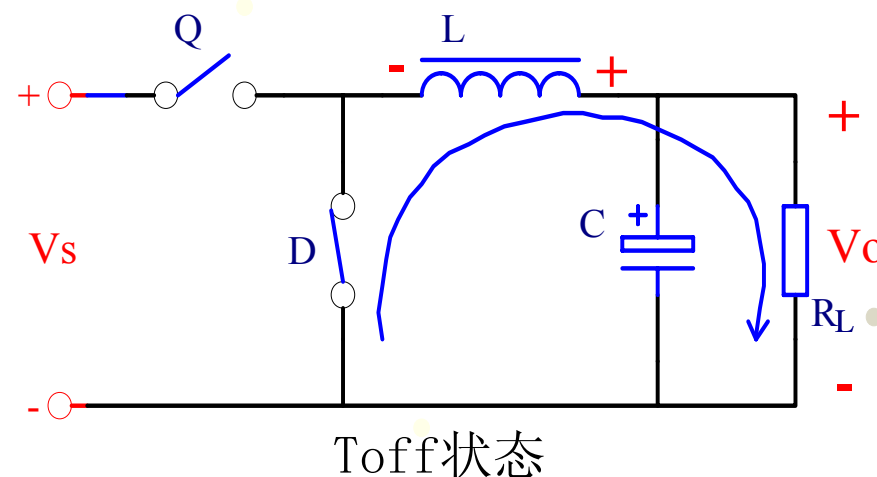 Q
L
- +
+
+
Vs
D
C
+
Vo
RL
-
-
Toff状态